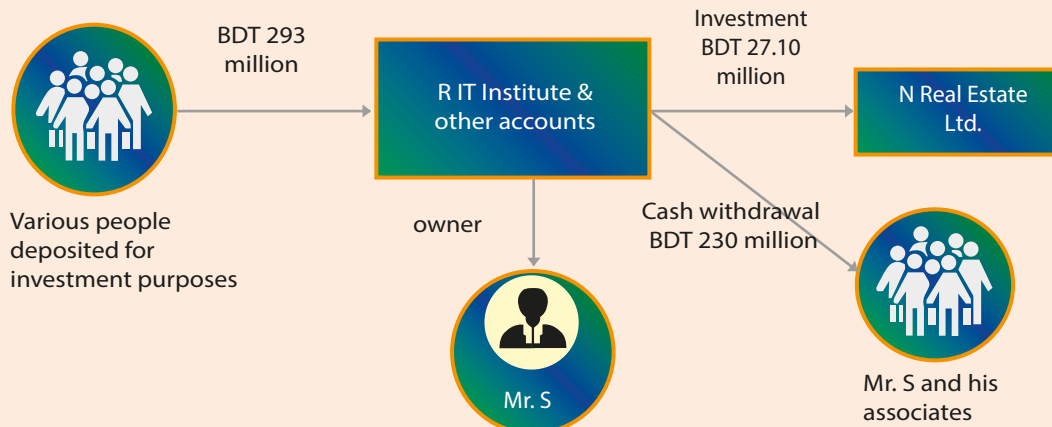 BDT 293
million
Investment
BDT 27.10
million
R IT Institute &
other accounts
N Real Estate
Ltd.
Various people
deposited for
investment purposes
owner
Cash withdrawal
BDT 230 million
Mr. S
Mr. S and his
associates